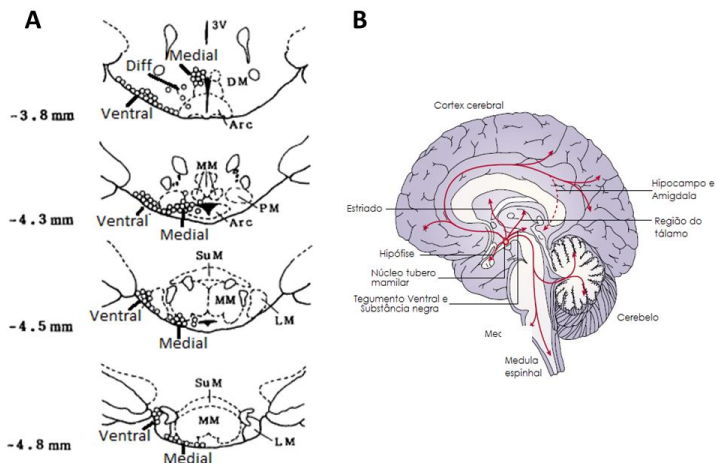 A
3V
Medial
Diff
DM
-3.8 mm
Ventral
Arc
MM
-4.3 mm
Ventral
PM
Medial
Arc
SuM
-4.5 mm
Ventral
MM
LM
Medial
SuM
-4.8 mm
MM
Ventral
LM
Medial
B
Cortex cerebral
Hipocampo e
Amigdala
Estriado
Região do
tálamo
Hipófise
Núcleo tubero
mamilar
Tegumento Ventral e
Substância negra
Cerebelo
Mec
Medula
espinhal